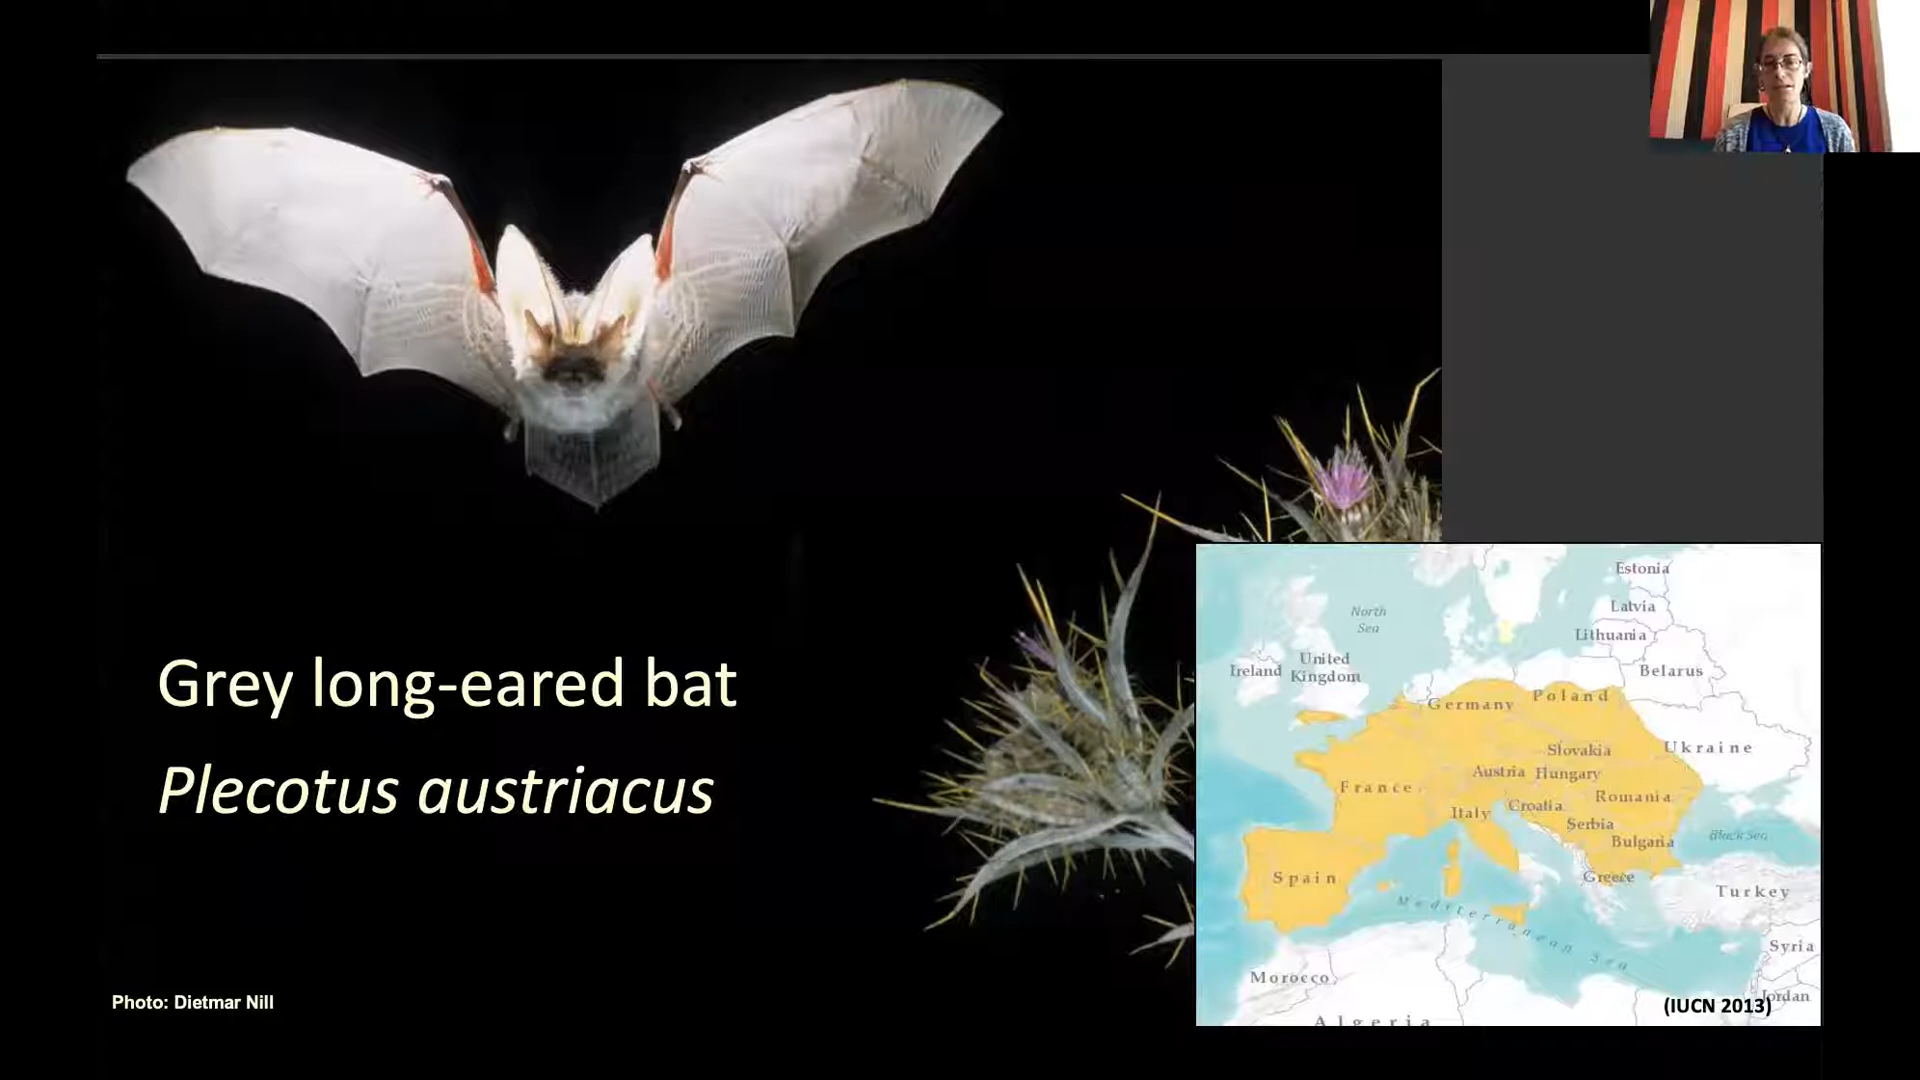 Grey long-eared bat
Plecotus austriacus
Photo: Dietmar Nill
Estonia
North
Sea
Latvia
Lithuania
Ireland
United
Kingdom
Belarus
Germany
Poland
Slovakia
Ukraine
Austria
Hungary
France
Romania
Italy
Croatia
Serbia
Bulgaria
Black Sea
Spain
Greece
Turkey
Mediterranean Sea
Syria
Morocco
Jordan
(IUCN 2013)
Algeria